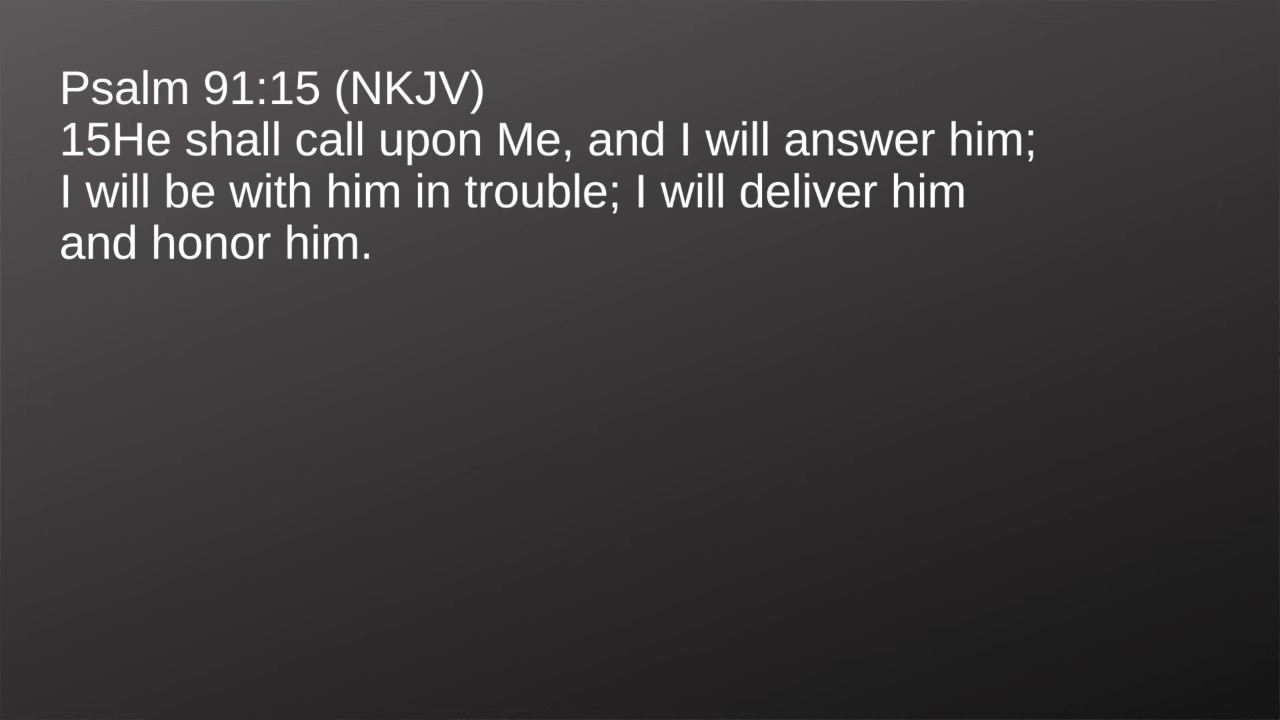 Psalm 91:15 (NKJV)
15He shall call upon Me, and I will answer him;
I will be with him in trouble; I will deliver him
and honor him.